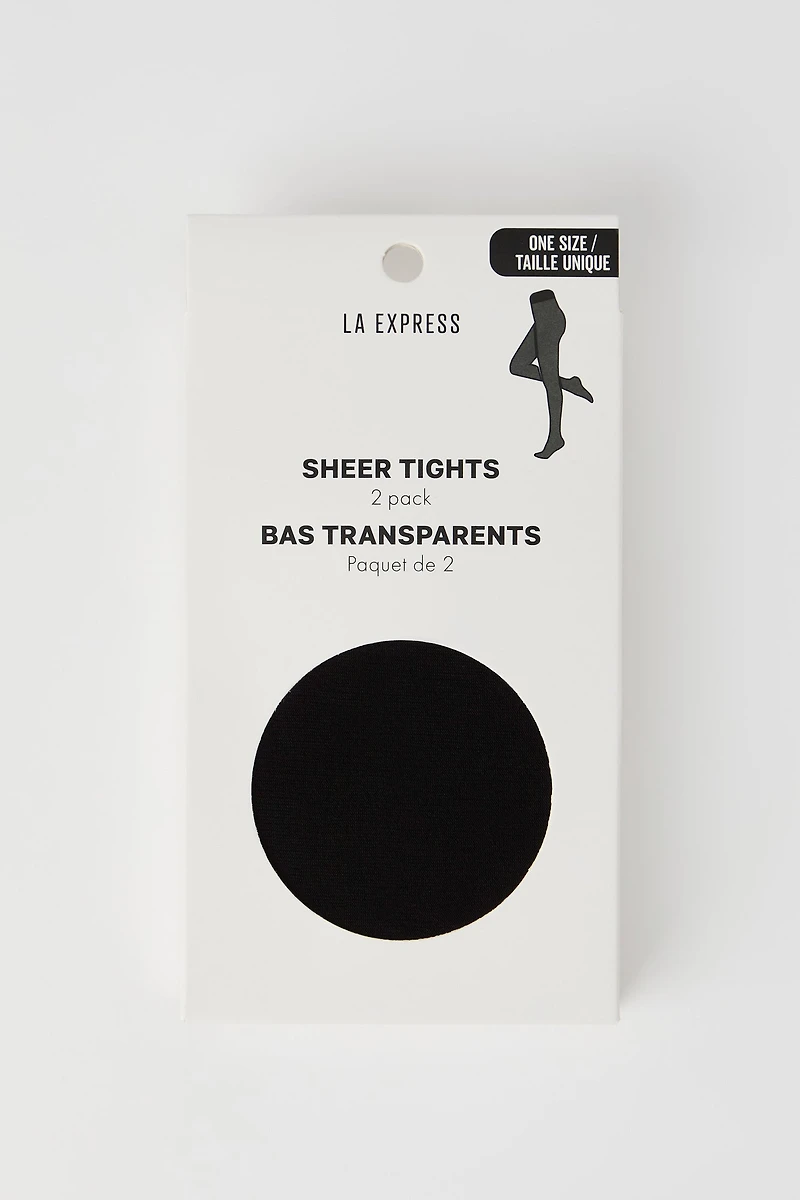 ONE SIZE /
TAILLE UNIQUE
LA EXPRESS
SHEER TIGHTS
2 pack
BAS TRANSPARENTS
Paquet de 2